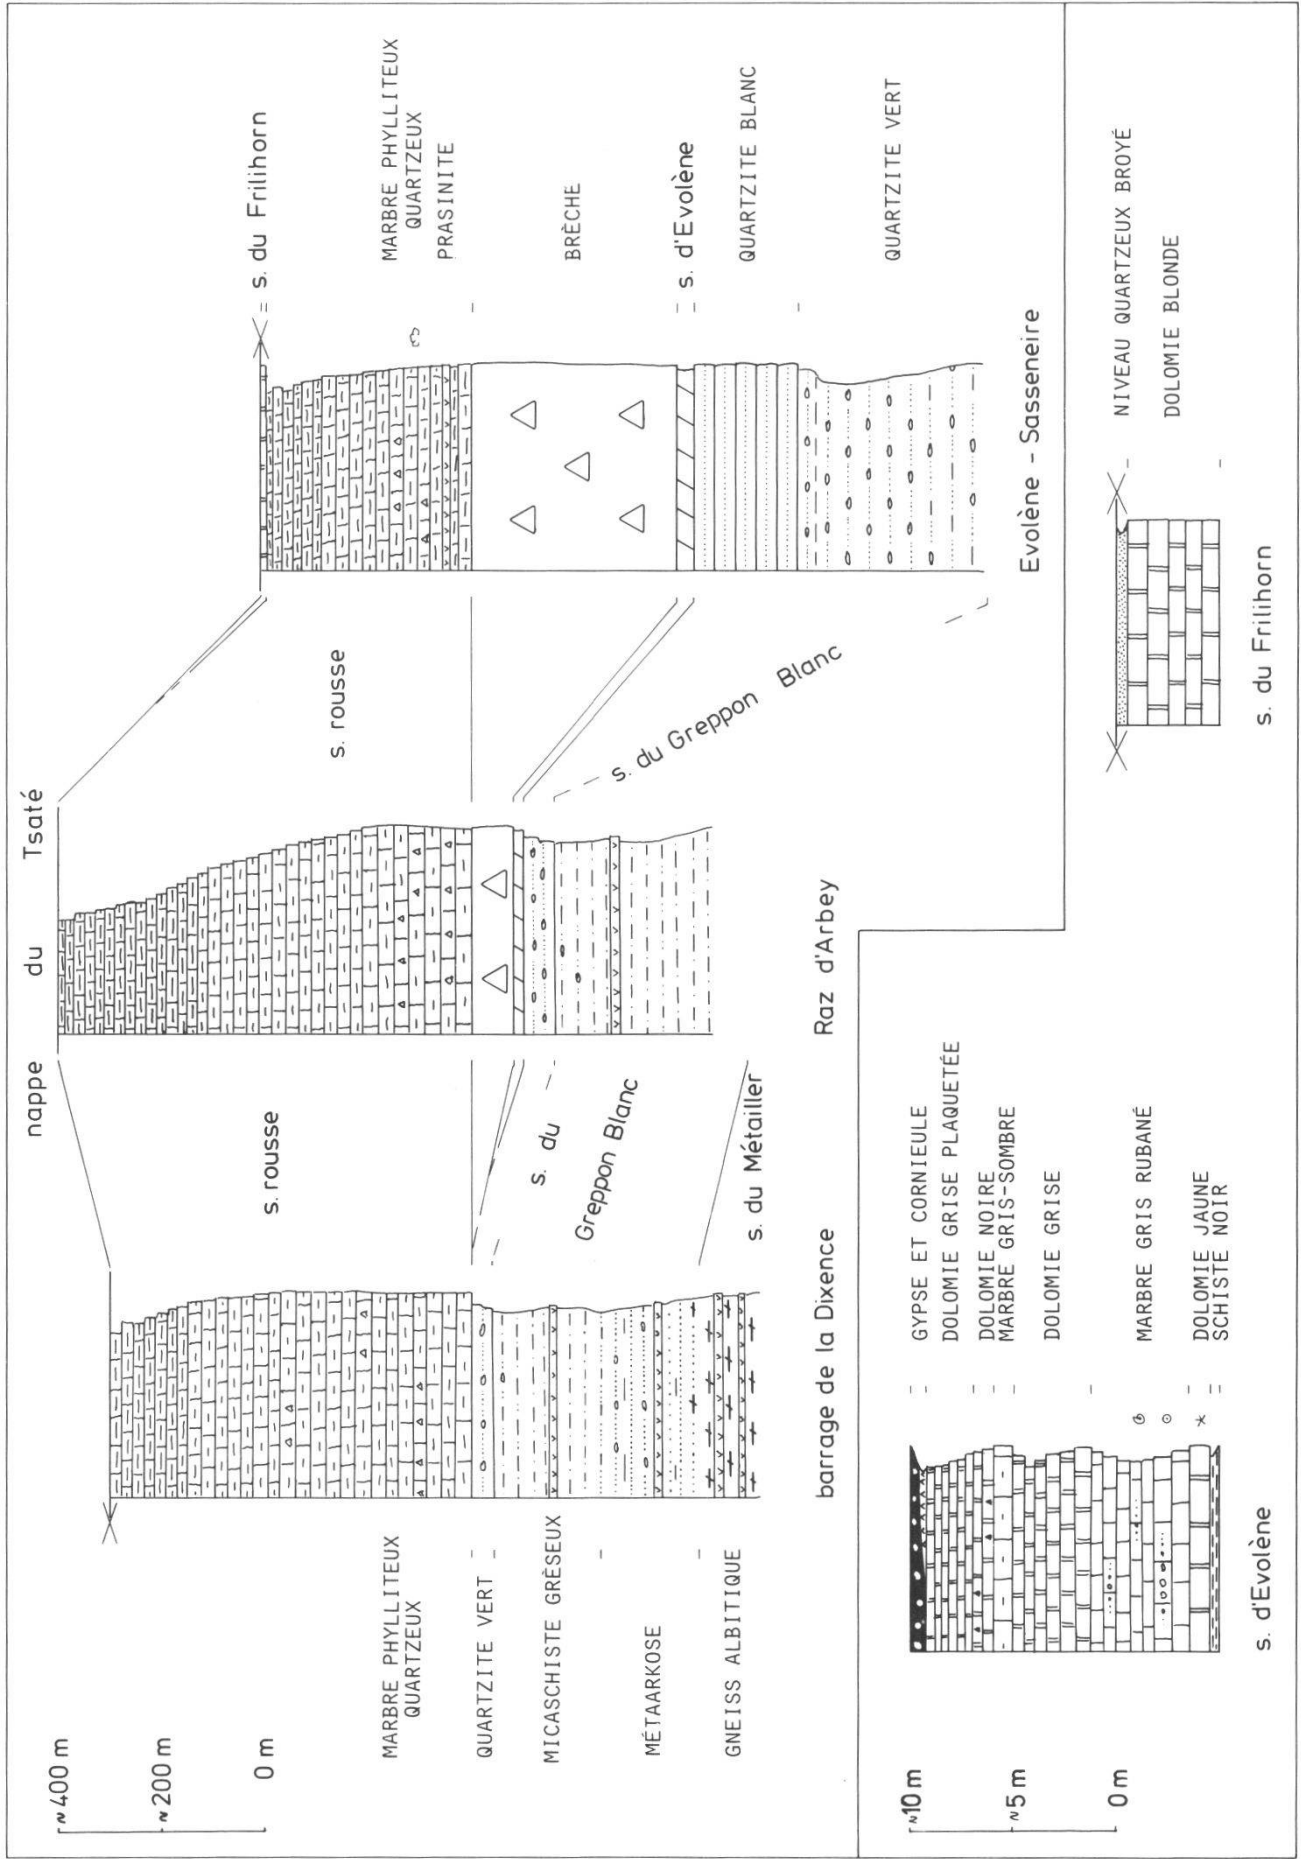 nappe du Tsaté
≈400 m
≈200 m
0 m
MARBRE PHYLLITEUX
QUARTZEUX
QUARTZITE VERT
MICASCHISTE GRÈSEUX
MÉTAARKOSE
GNEISS ALBITIQUE
barrage de la Dixence
s. rousse
s. du
Greppon Blanc
s. du Métailler
Raz d'Arbey
s. rousse
s. du Greppon Blanc
s. du Frilihorn
MARBRE PHYLLITEUX
QUARTZEUX
PRASINITE
BRÈCHE
s. d'Evolène
QUARTZITE BLANC
QUARTZITE VERT
Evolène - Sasseneire
≈10 m
≈5 m
0 m
GYPSE ET CORNIEULE
DOLOMIE GRISE PLAQUETÉE
DOLOMIE NOIRE
MARBRE GRIS-SOMBRE
DOLOMIE GRISE
MARBRE GRIS RUBANÉ
DOLOMIE JAUNE
SCHISTE NOIR
s. d'Evolène
NIVEAU QUARTZEUX BROYÉ
DOLOMIE BLONDE
s. du Frilihorn